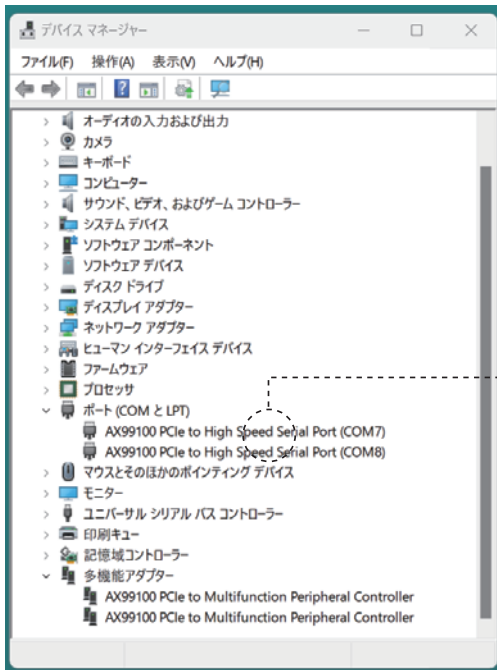 デバイス マネージャー
ファイル(F) 操作(A) 表示(V) ヘルプ(H)
オーディオの入力および出力
カメラ
キーボード
コンピューター
サウンド、ビデオ、およびゲーム コントローラー
システム デバイス
ソフトウェア コンポーネント
ソフトウェア デバイス
ディスク ドライブ
ディスプレイ アダプター
ネットワーク アダプター
ヒューマン インターフェイス デバイス
ファームウェア
プロセッサ
ポート (COM と LPT)
AX99100 PCIe to High Speed Serial Port (COM7)
AX99100 PCIe to High Speed Serial Port (COM8)
マウスとそのほかのポインティング デバイス
モニター
ユニバーサル シリアル バス コントローラー
印刷キュー
記憶域コントローラー
多機能アダプター
AX99100 PCIe to Multifunction Peripheral Controller
AX99100 PCIe to Multifunction Peripheral Controller